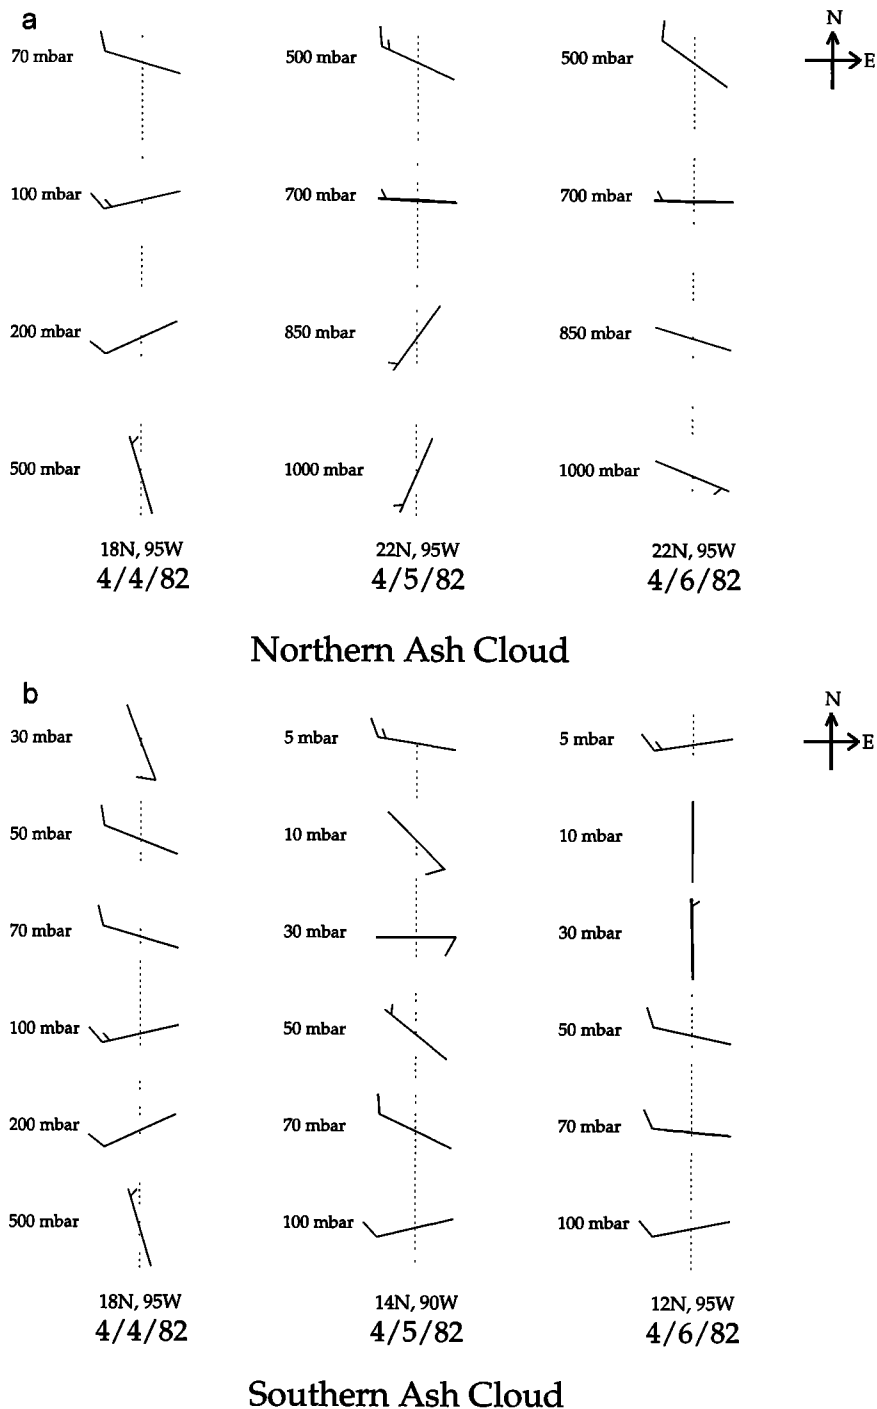 a
N
E
70 mbar
100 mbar
200 mbar
500 mbar
18N, 95W
4/4/82
500 mbar
700 mbar
850 mbar
1000 mbar
22N, 95W
4/5/82
500 mbar
700 mbar
850 mbar
1000 mbar
22N, 95W
4/6/82
Northern Ash Cloud
b
N
E
30 mbar
50 mbar
70 mbar
100 mbar
200 mbar
500 mbar
18N, 95W
4/4/82
5 mbar
10 mbar
30 mbar
50 mbar
70 mbar
100 mbar
14N, 90W
4/5/82
5 mbar
10 mbar
30 mbar
50 mbar
70 mbar
100 mbar
12N, 95W
4/6/82
Southern Ash Cloud